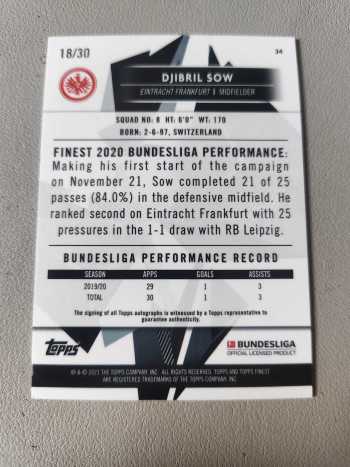 18/30
34
DJIBRIL SOW
EINTRACHT FRANKFURT MIDFIELDER
SQUAD NO: 8 HT: 6'0" WT: 170
BORN: 2-6-97, SWITZERLAND
FINEST 2020 BUNDESLIGA PERFORMANCE:
Making his first start of the campaign
on November 21, Sow completed 21 of 25
passes (84.0%) in the defensive midfield. He
ranked second on Eintracht Frankfurt with 25
pressures in the 1-1 draw with RB Leipzig.
BUNDESLIGA PERFORMANCE RECORD
SEASON APPS GOALS ASSISTS
2019/20 29 1 3
TOTAL 30 1 3
The signing of all Topps autographs is witnessed by a Topps representative to
guarantee authenticity.
Topps
BUNDESLIGA
OFFICIAL LICENSED PRODUCT
® & © 2021 THE TOPPS COMPANY, INC. ALL RIGHTS RESERVED. TOPPS AND TOPPS FINEST
ARE REGISTERED TRADEMARKS OF THE TOPPS COMPANY, INC.